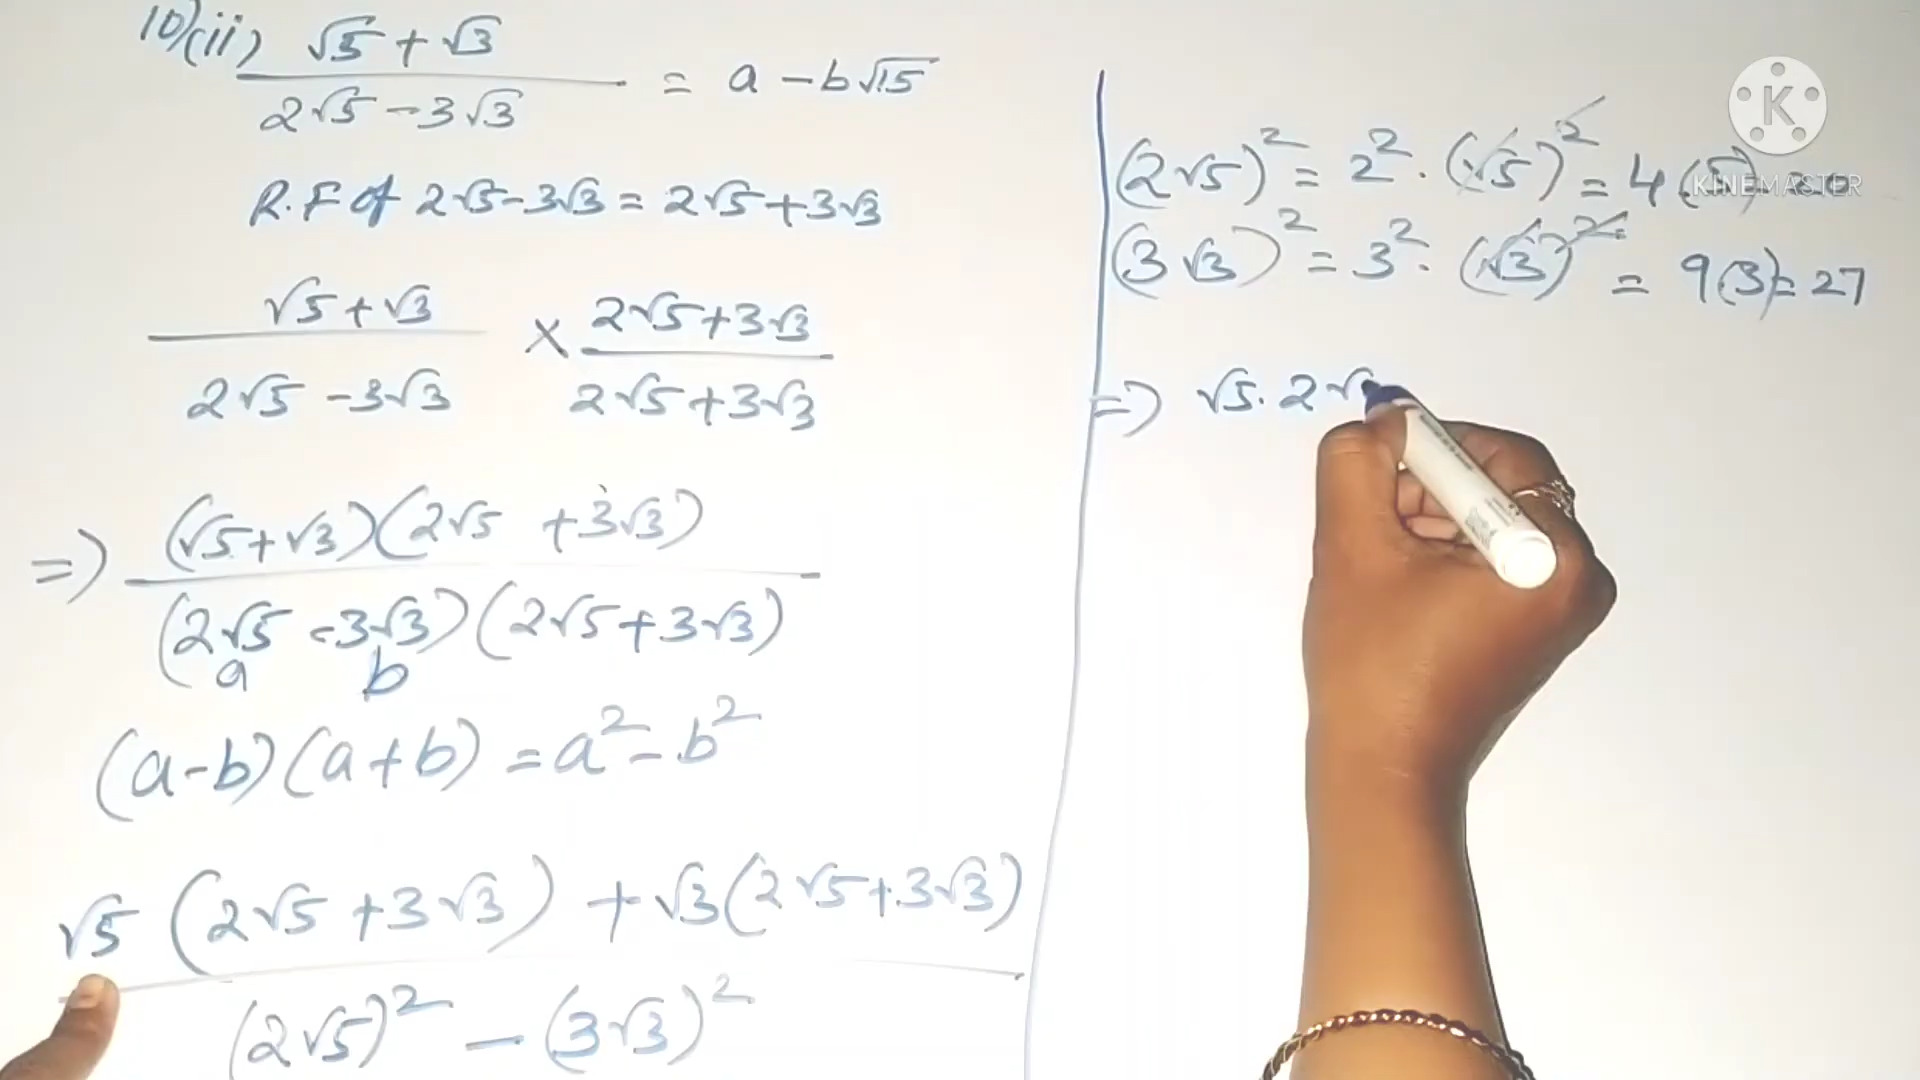 10)(ii) √5 + √3 / 2√5 - 3√3 = a - b√15
R.F of 2√5-3√3 = 2√5+3√3
√5 + √3 / 2√5 - 3√3 × 2√5+3√3 / 2√5+3√3
=> (√5+√3)(2√5 +3√3) / (2√5 -3√3)(2√5+3√3)
a b
(a-b)(a+b) = a² - b²
√5 (2√5 +3√3) + √3(2√5+3√3) / (2√5)² - (3√3)²
(2√5)² = 2² · (√5)² = 4(5)
(3√3)² = 3² · (√3)² = 9(3) = 27
=> √5 · 2√
K
KINEMASTER